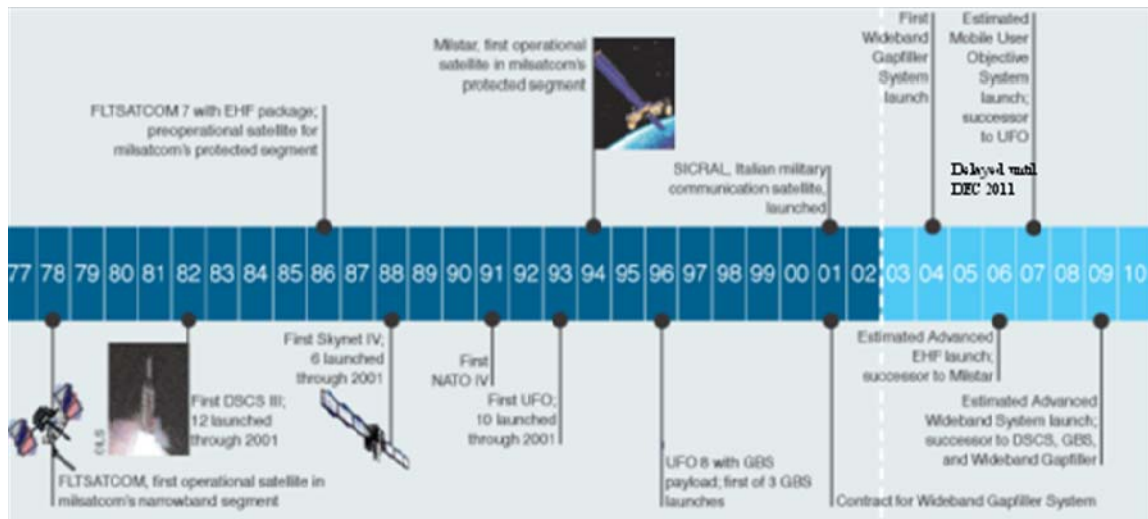 Milstar, first operational
satellite in milsatcom's
protected segment
First
Wideband
Gapfiller
System
launch
Estimated
Mobile User
Objective
System
launch;
successor
to UFO
Delayed until
DEC 2011
FLTSATCOM 7 with EHF package;
preoperational satellite for
milsatcom's protected segment
SICRAL, Italian military
communication satellite,
launched
77 78 79 80 81 82 83 84 85 86 87 88 89 90 91 92 93 94 95 96 97 98 99 00 01 02 03 04 05 06 07 08 09 10
First Skynet IV;
6 launched
through 2001
First
NATO IV
Estimated Advanced
EHF launch;
successor to Milstar
First DSCS III;
12 launched
through 2001
First UFO;
10 launched
through 2001
Estimated Advanced
Wideband System launch;
successor to DSCS, GBS,
and Wideband Gapfiller
FLTSATCOM, first operational satellite in
milsatcom's narrowband segment
UFO 8 with GBS
payload; first of 3 GBS
launches
Contract for Wideband Gapfiller System